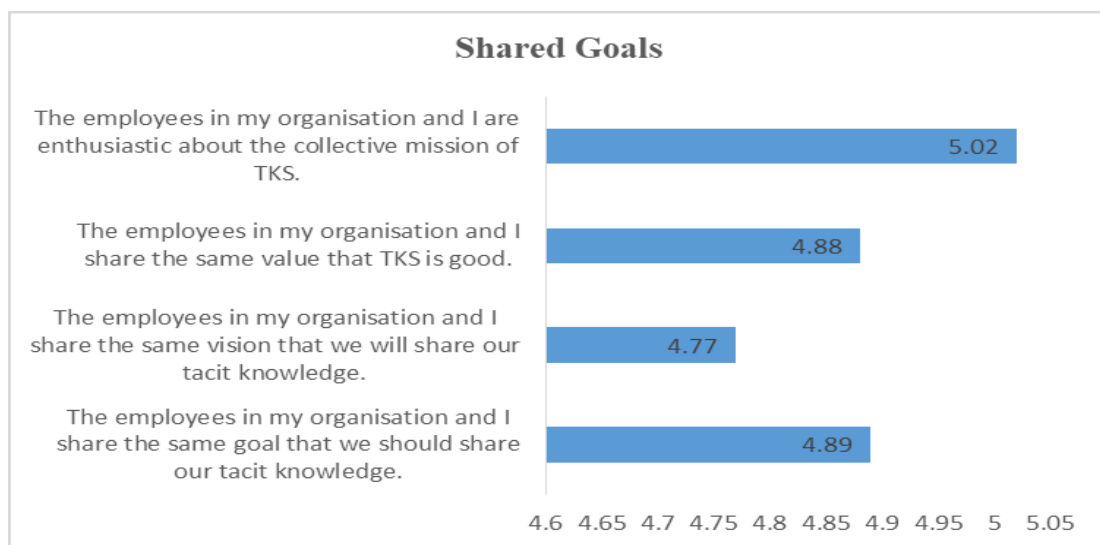 Shared Goals
The employees in my organisation and I are
enthusiastic about the collective mission of
TKS.
5.02
The employees in my organisation and I
share the same value that TKS is good.
4.88
The employees in my organisation and I
share the same vision that we will share our
tacit knowledge.
4.77
The employees in my organisation and I
share the same goal that we should share
our tacit knowledge.
4.89
4.6 4.65 4.7 4.75 4.8 4.85 4.9 4.95 5 5.05